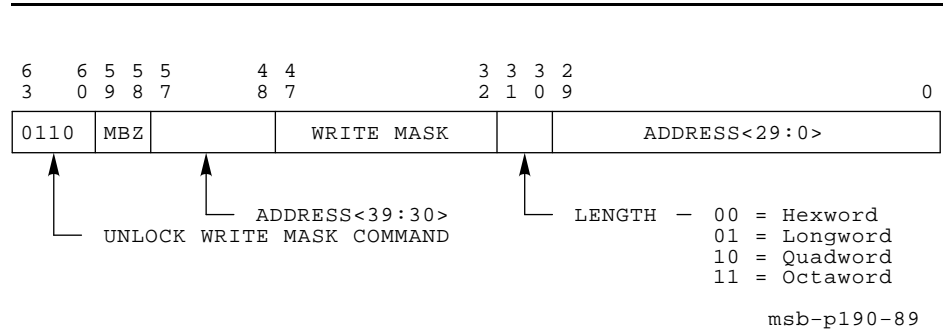 6 6 5 5 5 4 4 3 3 3 2
3 0 9 8 7 8 7 2 1 0 9 0
0110 MBZ WRITE MASK ADDRESS<29:0>
ADDRESS<39:30> LENGTH – 00 = Hexword
UNLOCK WRITE MASK COMMAND 01 = Longword
10 = Quadword
11 = Octaword
msb–p190–89